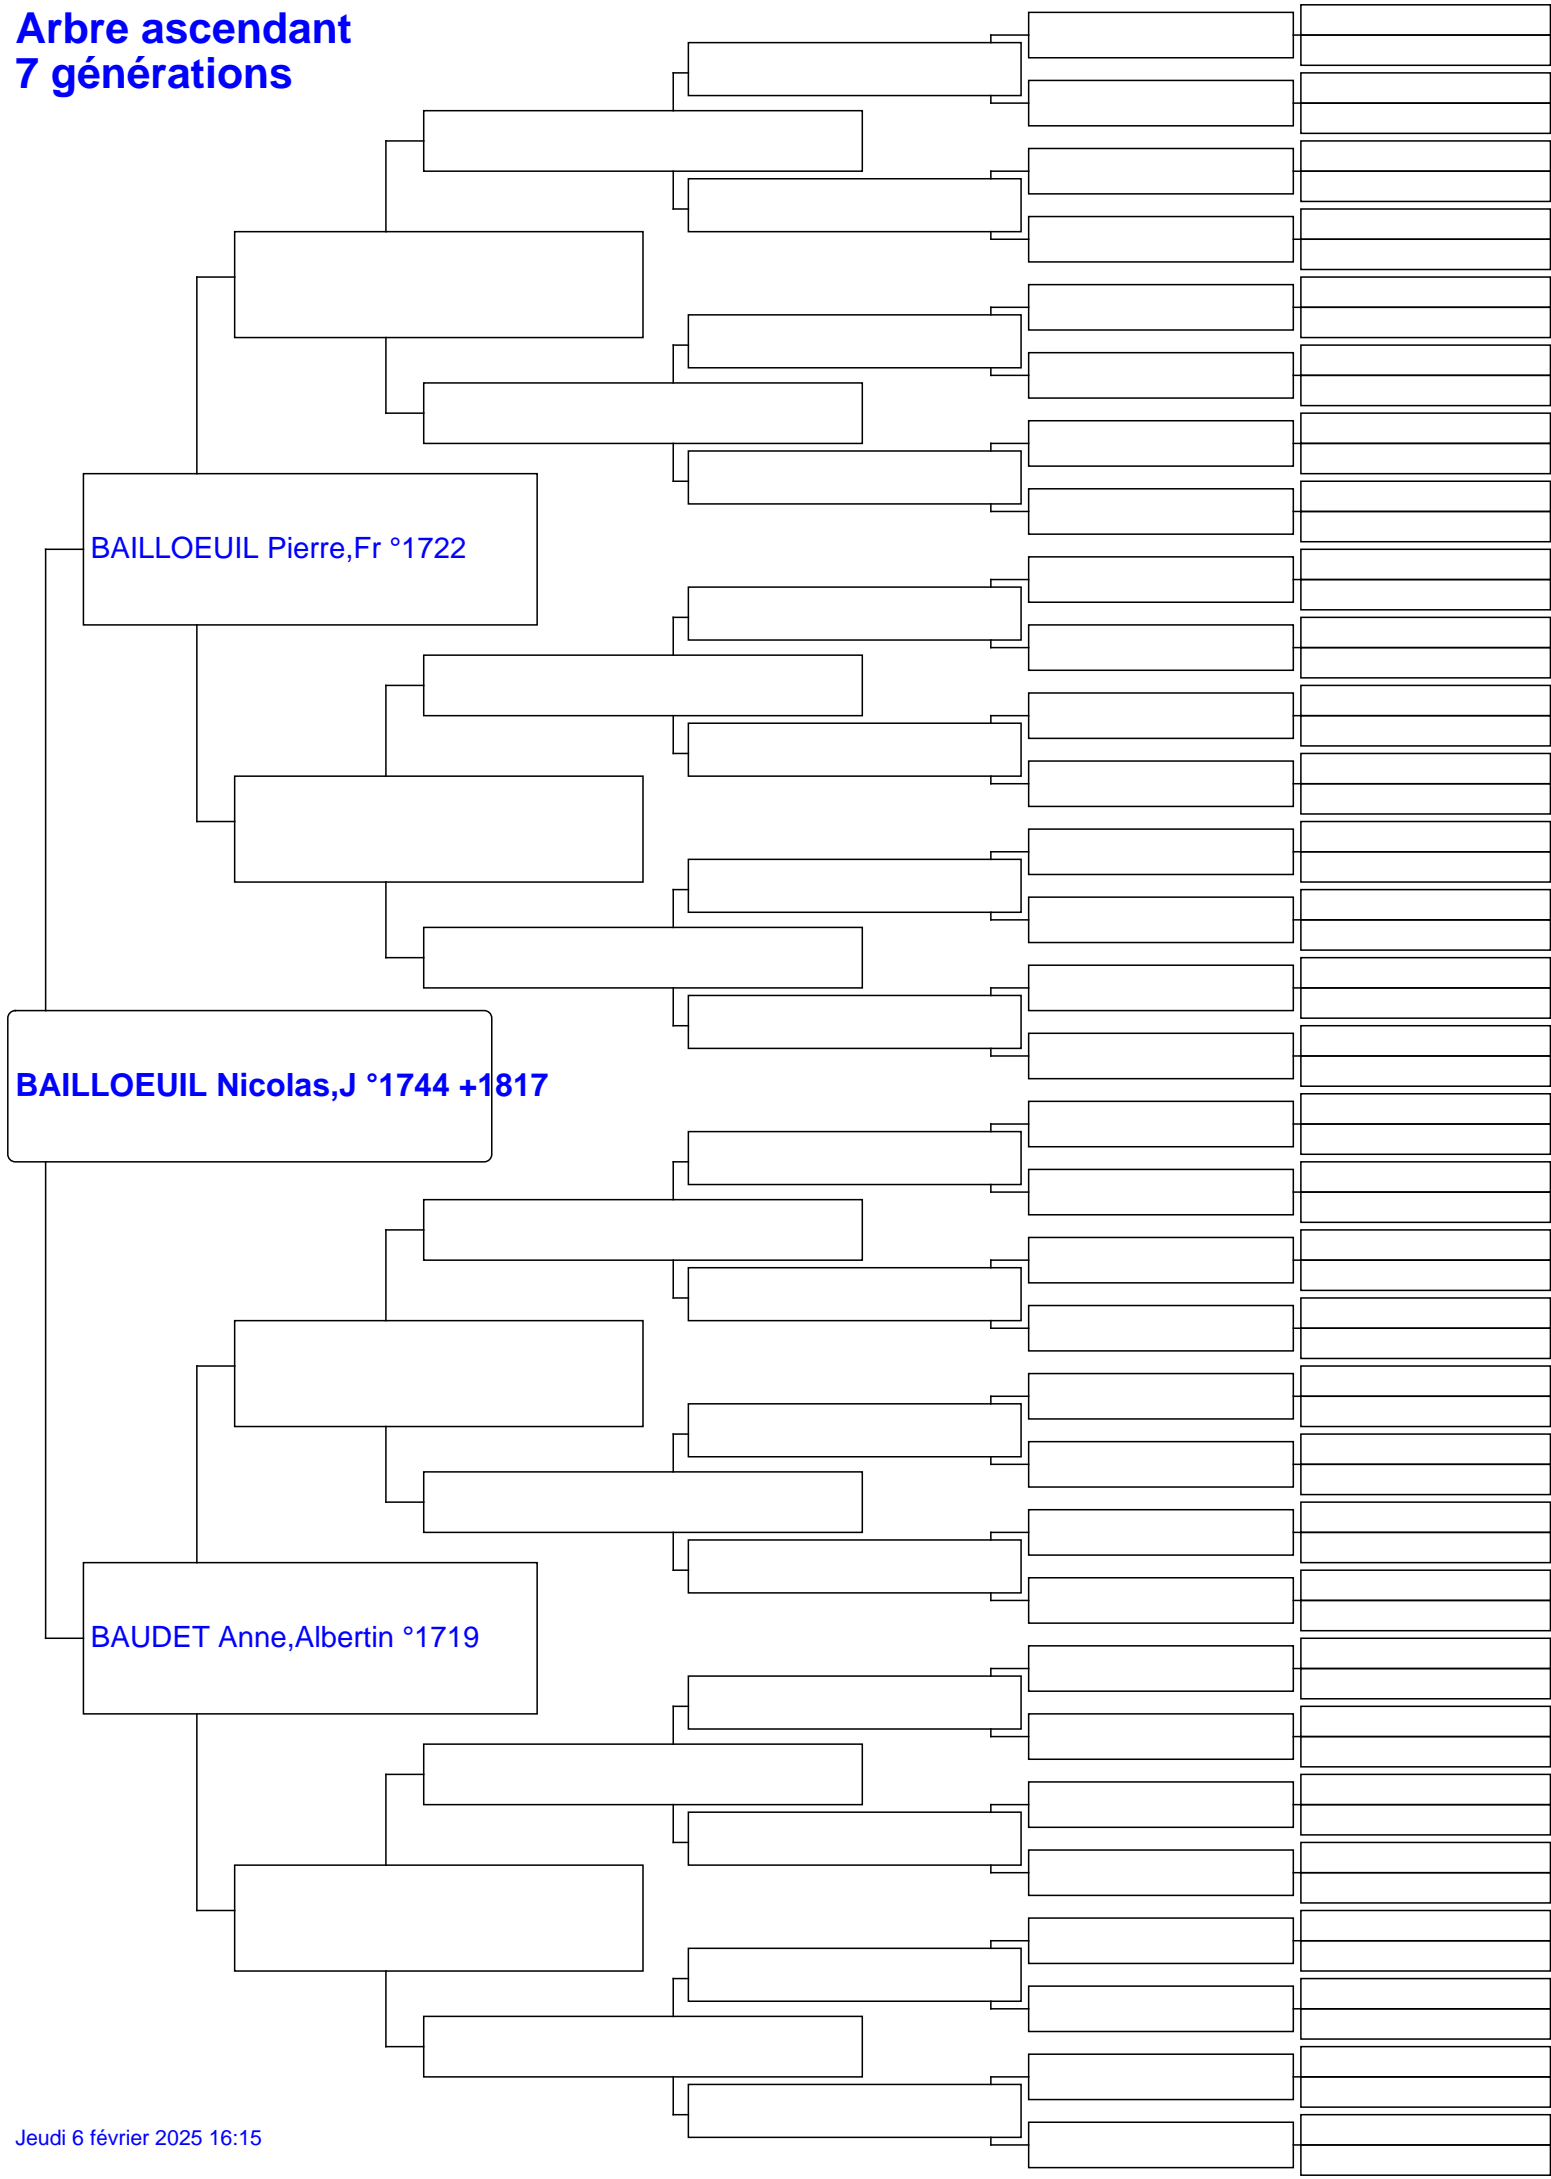 Arbre ascendant
7 générations
BAILLOEUIL Pierre,Fr °1722
BAILLOEUIL Nicolas,J °1744 +1817
BAUDET Anne,Albertin °1719
Jeudi 6 février 2025 16:15